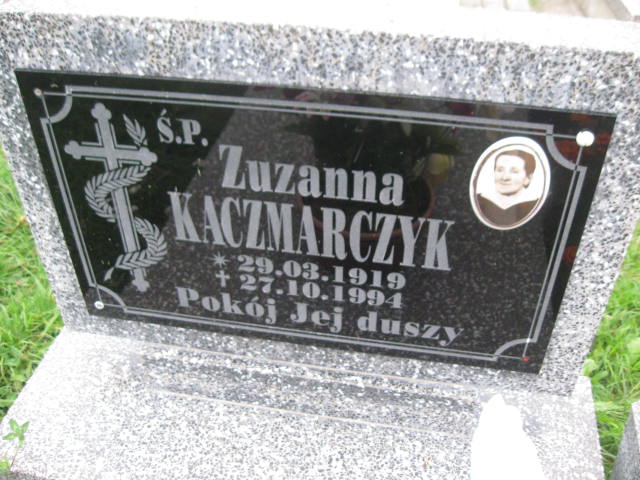 Ś.P.
Zuzanna
KACZMARCZYK
* 29.03.1919
† 27.10.1994
Pokój Jej duszy